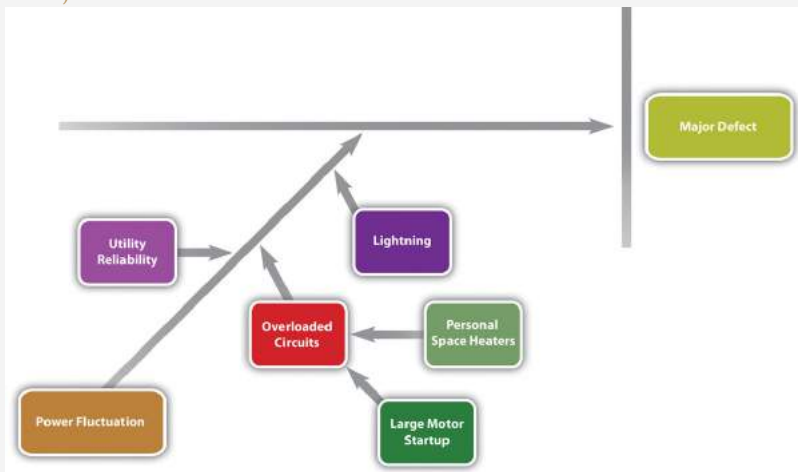 Major Defect
Lightning
Utility
Reliability
Overloaded
Circuits
Personal
Space Heaters
Power Fluctuation
Large Motor
Startup